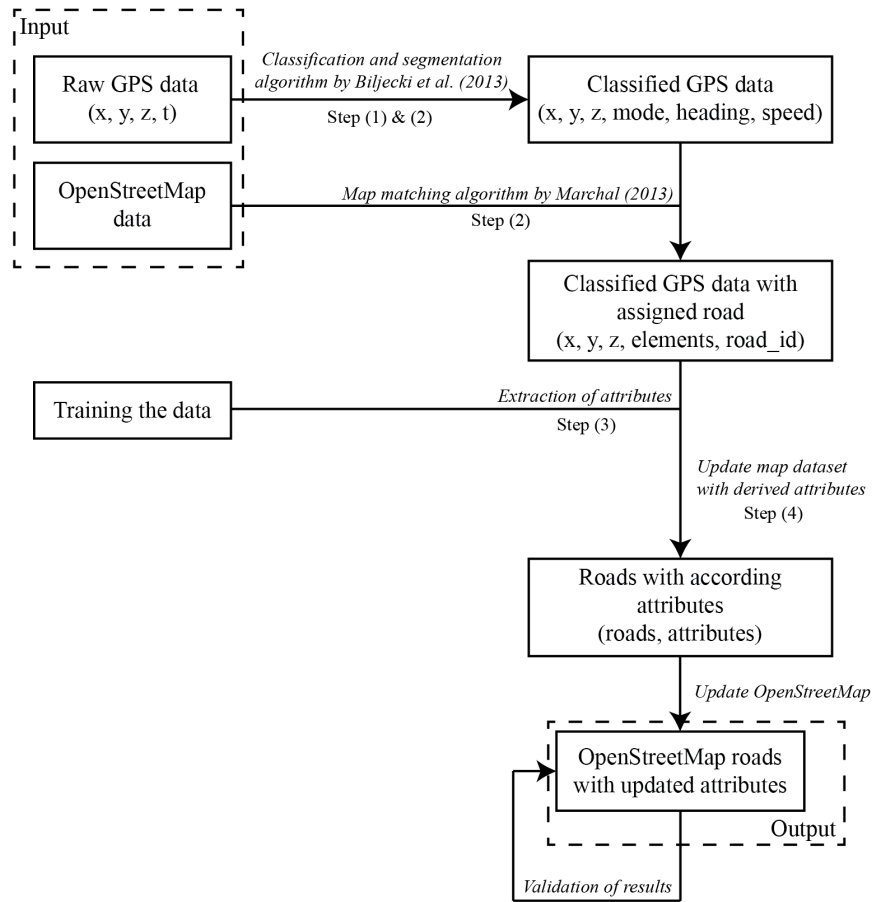 Input
Raw GPS data
(x, y, z, t)
Classification and segmentation
algorithm by Biljecki et al. (2013)
Step (1) & (2)
Classified GPS data
(x, y, z, mode, heading, speed)
OpenStreetMap
data
Map matching algorithm by Marchal (2013)
Step (2)
Classified GPS data with
assigned road
(x, y, z, elements, road_id)
Training the data
Extraction of attributes
Step (3)
Update map dataset
with derived attributes
Step (4)
Roads with according
attributes
(roads, attributes)
Update OpenStreetMap
OpenStreetMap roads
with updated attributes
Output
Validation of results